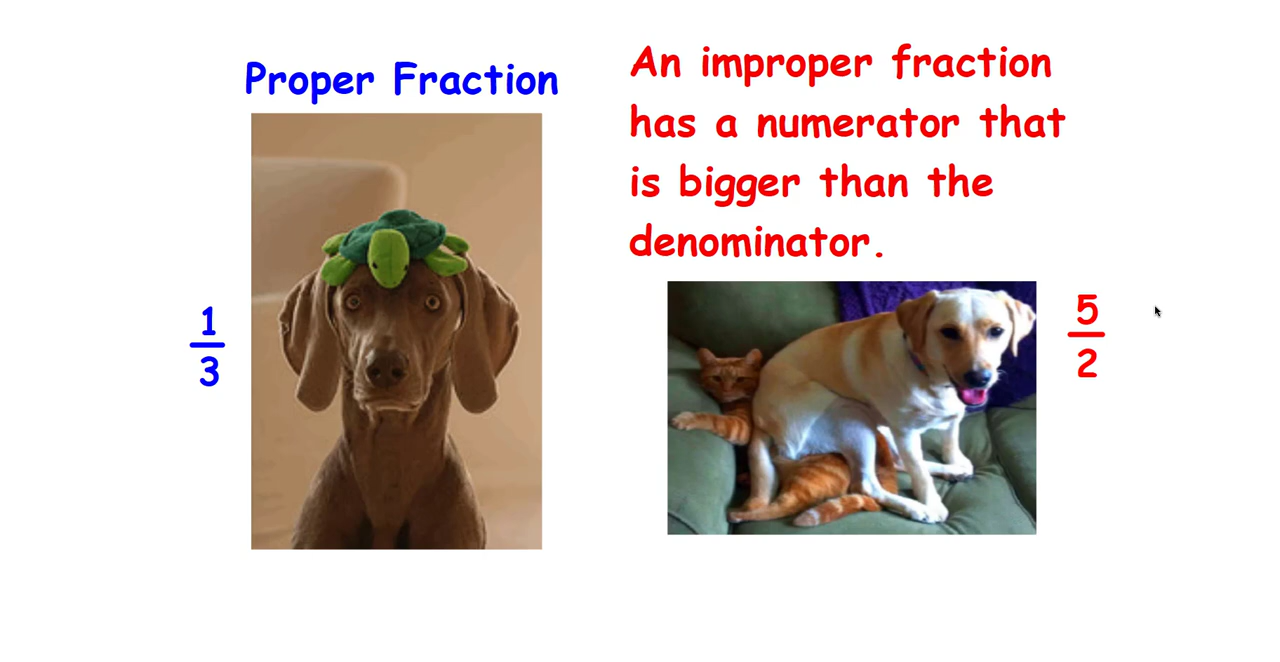 Proper Fraction
1
3
An improper fraction
has a numerator that
is bigger than the
denominator.
5
2